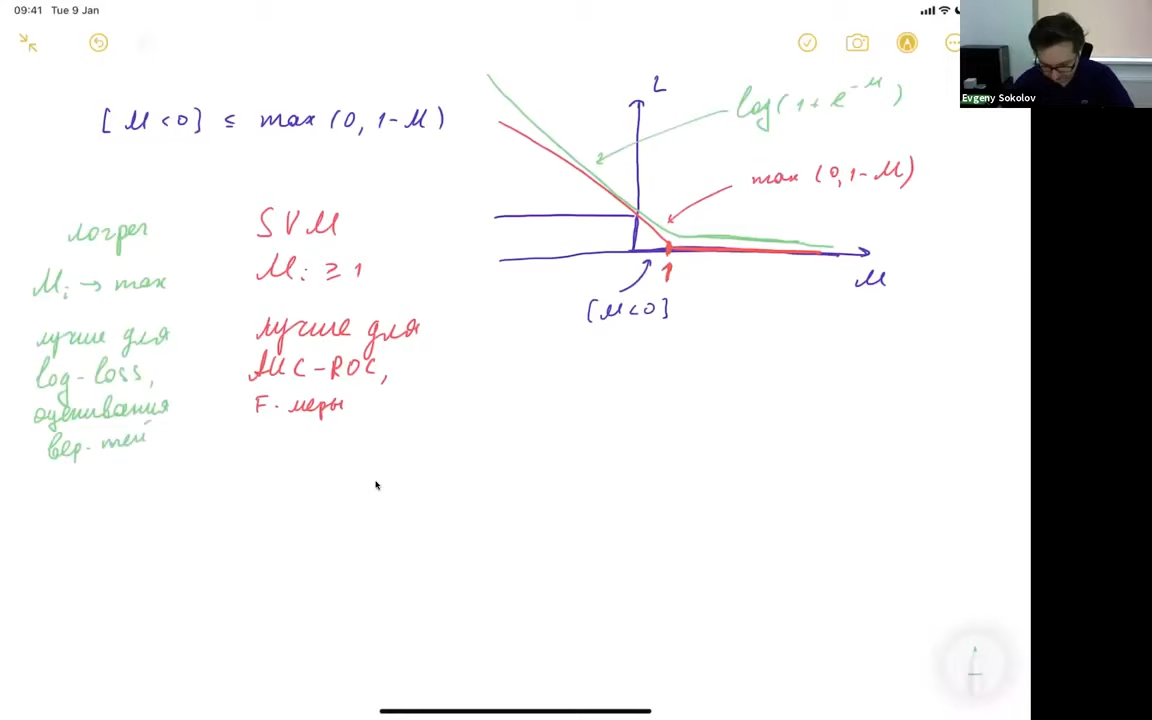 09:41 Tue 9 Jan
Evgeny Sokolov
[M<0] ≤ max (0, 1-M)
L
log(1+e^-M)
max (0, 1-M)
1
M
[M<0]
логрег
M_i → max
лучше для
log-loss,
оценивания
вер-тей
SVM
M_i ≥ 1
лучше для
AUC-ROC,
F-меры